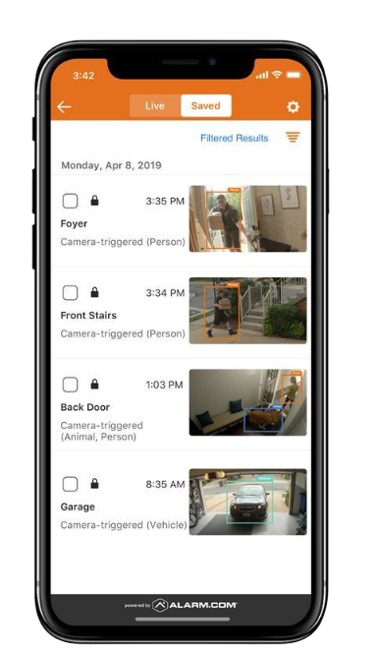 3:42
Live Saved
Filtered Results
Monday, Apr 8, 2019
3:35 PM
Foyer
Camera-triggered (Person)
3:34 PM
Front Stairs
Camera-triggered (Person)
1:03 PM
Back Door
Camera-triggered
(Animal, Person)
8:35 AM
Garage
Camera-triggered (Vehicle)
powered by ALARM.COM